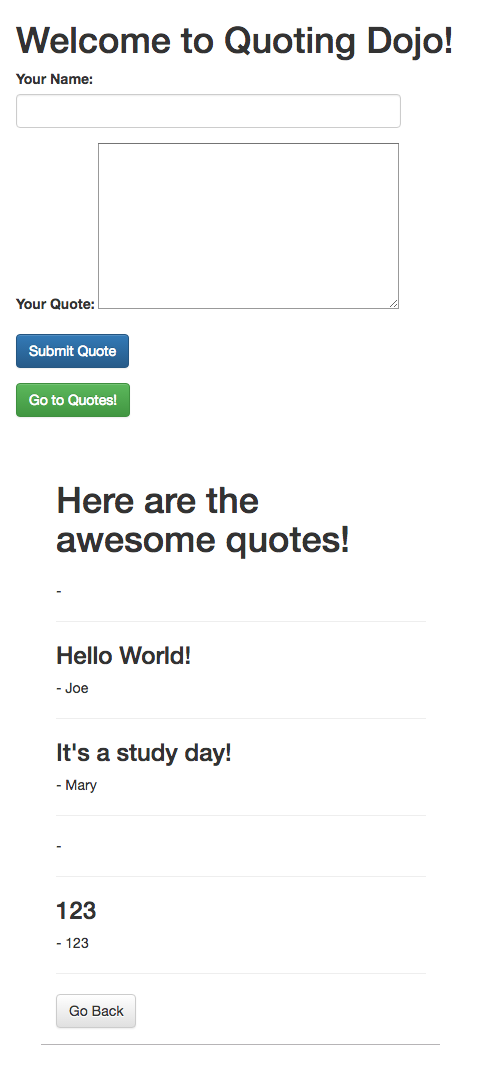 Welcome to Quoting Dojo!
Your Name:
Your Quote:
Submit Quote
Go to Quotes!
Here are the
awesome quotes!
-
Hello World!
- Joe
It's a study day!
- Mary
-
123
- 123
Go Back